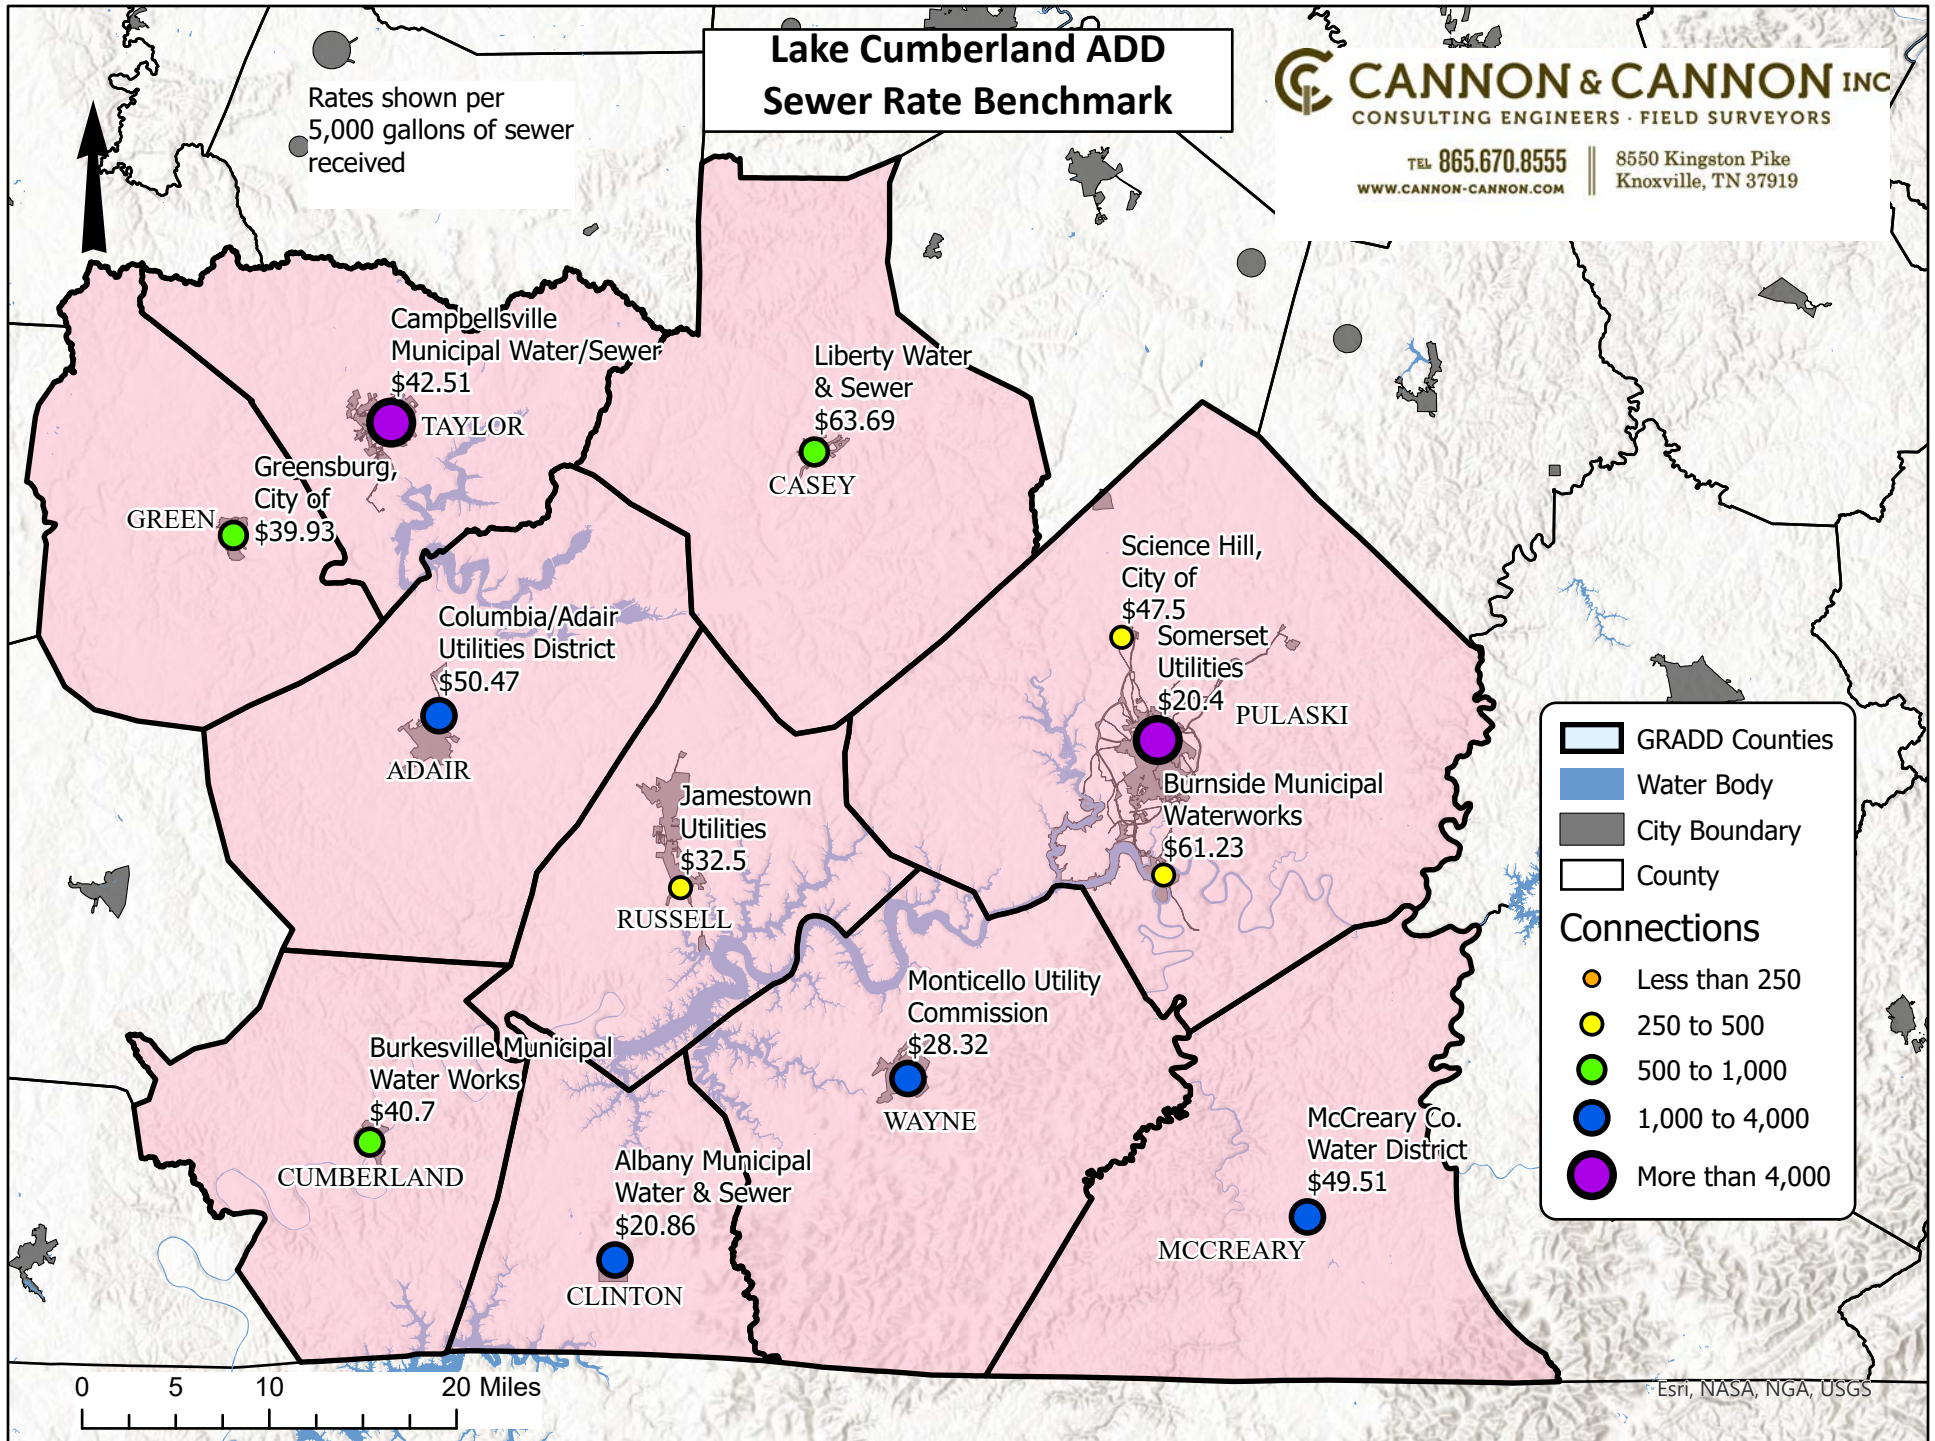 Lake Cumberland ADD
Sewer Rate Benchmark
CANNON & CANNON INC
CONSULTING ENGINEERS · FIELD SURVEYORS
TEL 865.670.8555
WWW.CANNON-CANNON.COM
8550 Kingston Pike
Knoxville, TN 37919
Rates shown per
5,000 gallons of sewer
received
Campbellsville
Municipal Water/Sewer
$42.51
TAYLOR
Liberty Water
& Sewer
$63.69
CASEY
Greensburg,
City of
$39.93
GREEN
Science Hill,
City of
$47.5
Columbia/Adair
Utilities District
$50.47
ADAIR
Somerset
Utilities
$20.4
PULASKI
Jamestown
Utilities
$32.5
RUSSELL
Burnside Municipal
Waterworks
$61.23
Monticello Utility
Commission
$28.32
WAYNE
Burkesville Municipal
Water Works
$40.7
CUMBERLAND
Albany Municipal
Water & Sewer
$20.86
CLINTON
McCreary Co.
Water District
$49.51
MCCREARY
GRADD Counties
Water Body
City Boundary
County
Connections
Less than 250
250 to 500
500 to 1,000
1,000 to 4,000
More than 4,000
0 5 10 20 Miles
Esri, NASA, NGA, USGS